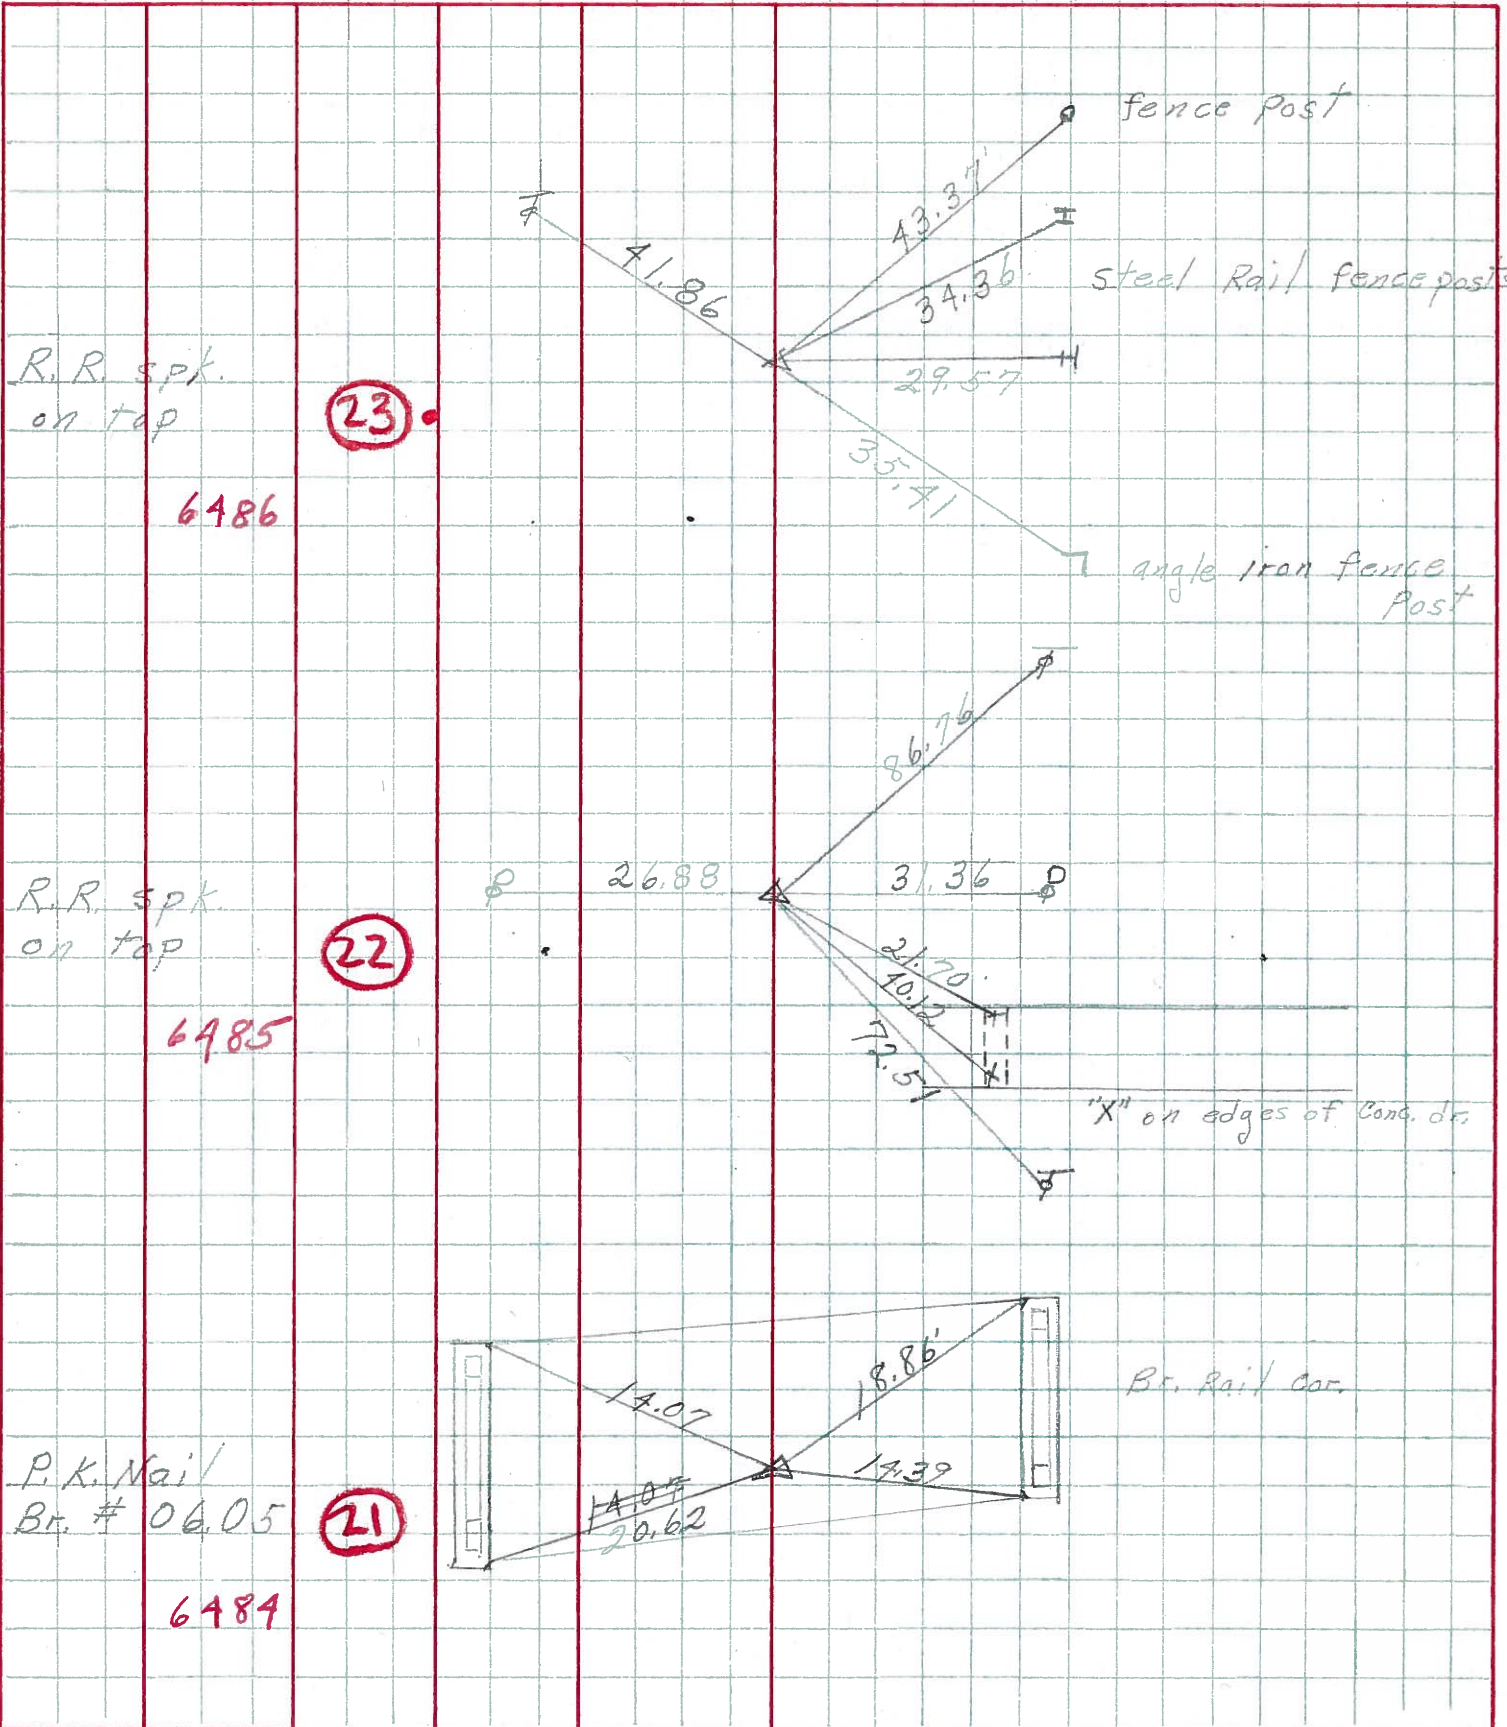 fence Post
43.37'
41.86
34.36
Steel Rail fence posts
R.R. spk.
on top
23
29.57
35.41
6486
angle iron fence
Post
86.76
26.88
31.36
R.R. spk.
on top
22
21.70
40.12
72.51
6485
"X" on edges of Conc. dr.
18.86'
14.07
Br. Rail Cor.
14.39
P.K. Nail
Br. # 06.05
21
14.07
20.62
6484